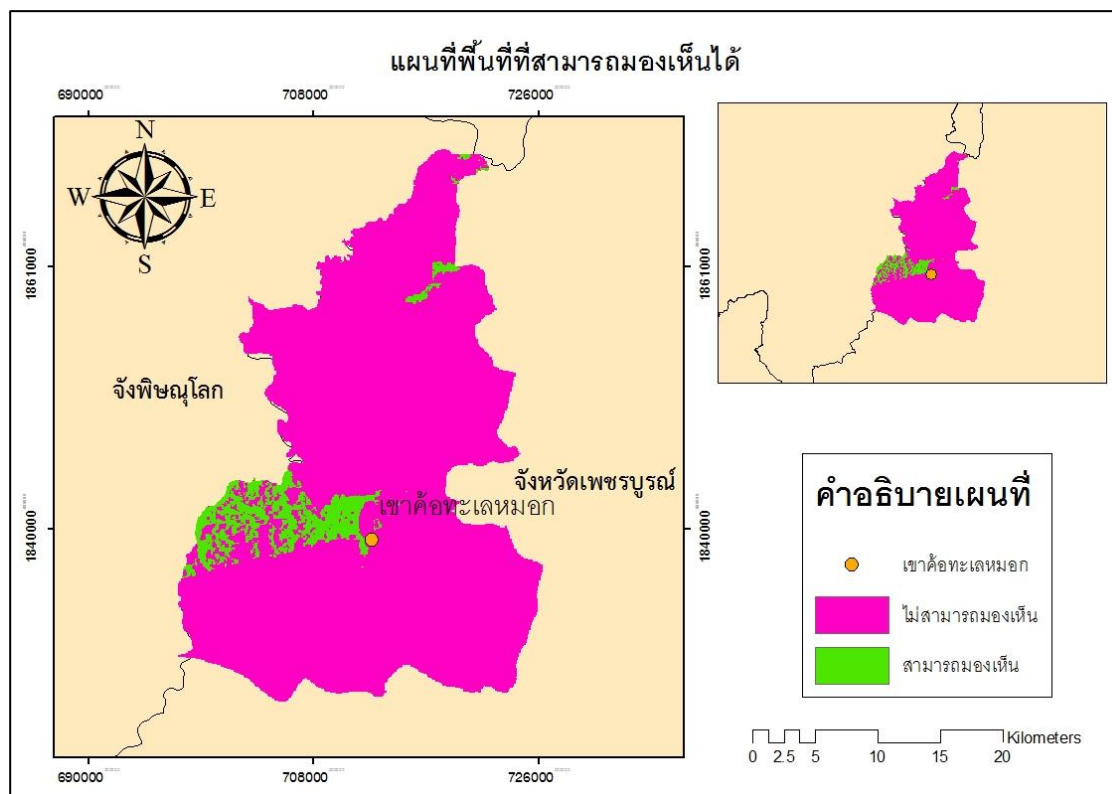 แผนที่พื้นที่ที่สามารถมองเห็นได้
690000 708000 726000
N
W E
S
1861000 1861000 1861000
จังพิษณุโลก
จังหวัดเพชรบูรณ์
เขาค้อทะเลหมอก
1840000 1840000 1840000
690000 708000 726000
คำอธิบายแผนที่
เขาค้อทะเลหมอก
ไม่สามารถมองเห็น
สามารถมองเห็น
Kilometers
0 2.5 5 10 15 20